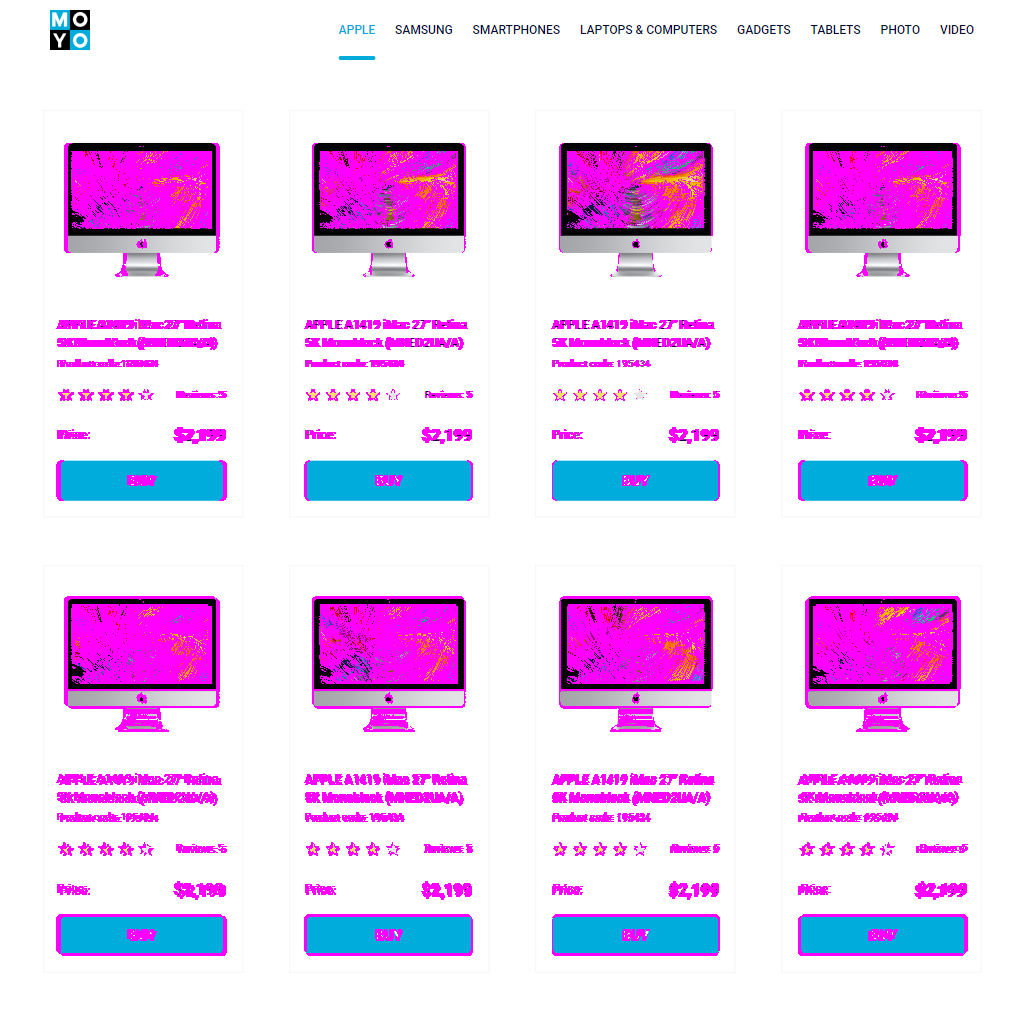 MO
YO
APPLE SAMSUNG SMARTPHONES LAPTOPS & COMPUTERS GADGETS TABLETS PHOTO VIDEO
APPLE A1419 iMac 27" Retina APPLE A1419 iMac 27" Retina APPLE A1419 iMac 27" Retina APPLE A1419 iMac 27" Retina
5K Monoblock (MNED2UA/A) 5K Monoblock (MNED2UA/A) 5K Monoblock (MNED2UA/A) 5K Monoblock (MNED2UA/A)
Product code: 195434 Product code: 195434 Product code: 195434 Product code: 195434
Reviews: 5 Reviews: 5 Reviews: 5 Reviews: 5
Price: $2,199 Price: $2,199 Price: $2,199 Price: $2,199
BUY BUY BUY BUY
APPLE A1419 iMac 27" Retina APPLE A1419 iMac 27" Retina APPLE A1419 iMac 27" Retina APPLE A1419 iMac 27" Retina
5K Monoblock (MNED2UA/A) 5K Monoblock (MNED2UA/A) 5K Monoblock (MNED2UA/A) 5K Monoblock (MNED2UA/A)
Product code: 195434 Product code: 195434 Product code: 195434 Product code: 195434
Reviews: 5 Reviews: 5 Reviews: 5 Reviews: 5
Price: $2,199 Price: $2,199 Price: $2,199 Price: $2,199
BUY BUY BUY BUY